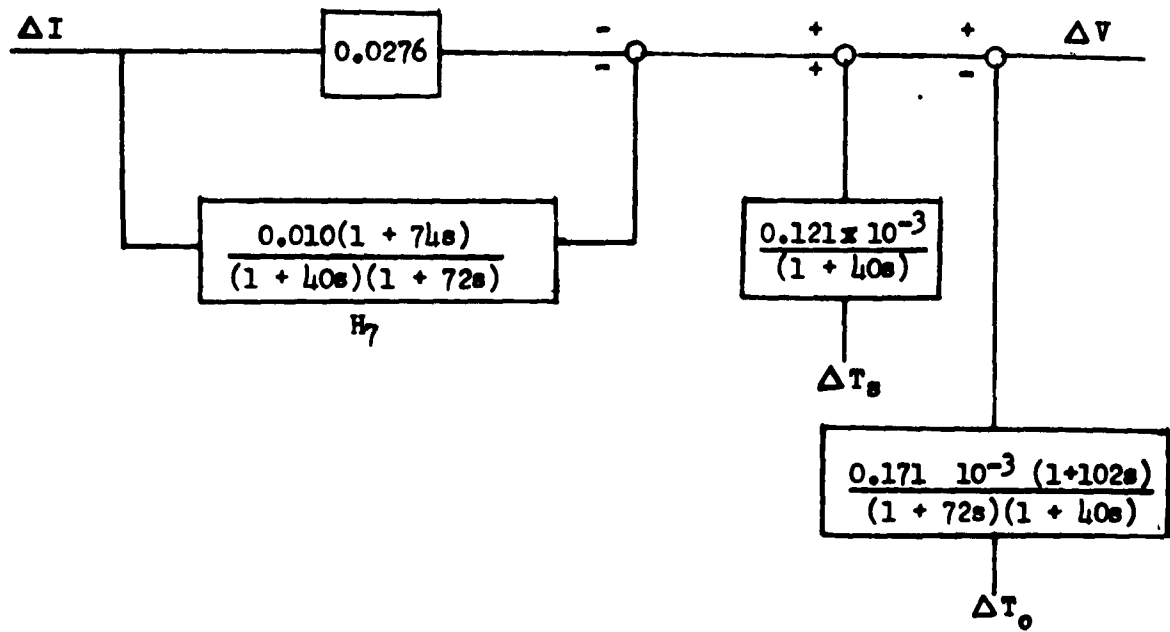 ΔI
0.0276
-
-
+
+
+
-
ΔV
0.010(1 + 74s)
(1 + 40s)(1 + 72s)
H7
0.121 x 10-3
(1 + 40s)
ΔTs
0.171 10-3 (1+102s)
(1 + 72s)(1 + 40s)
ΔTo